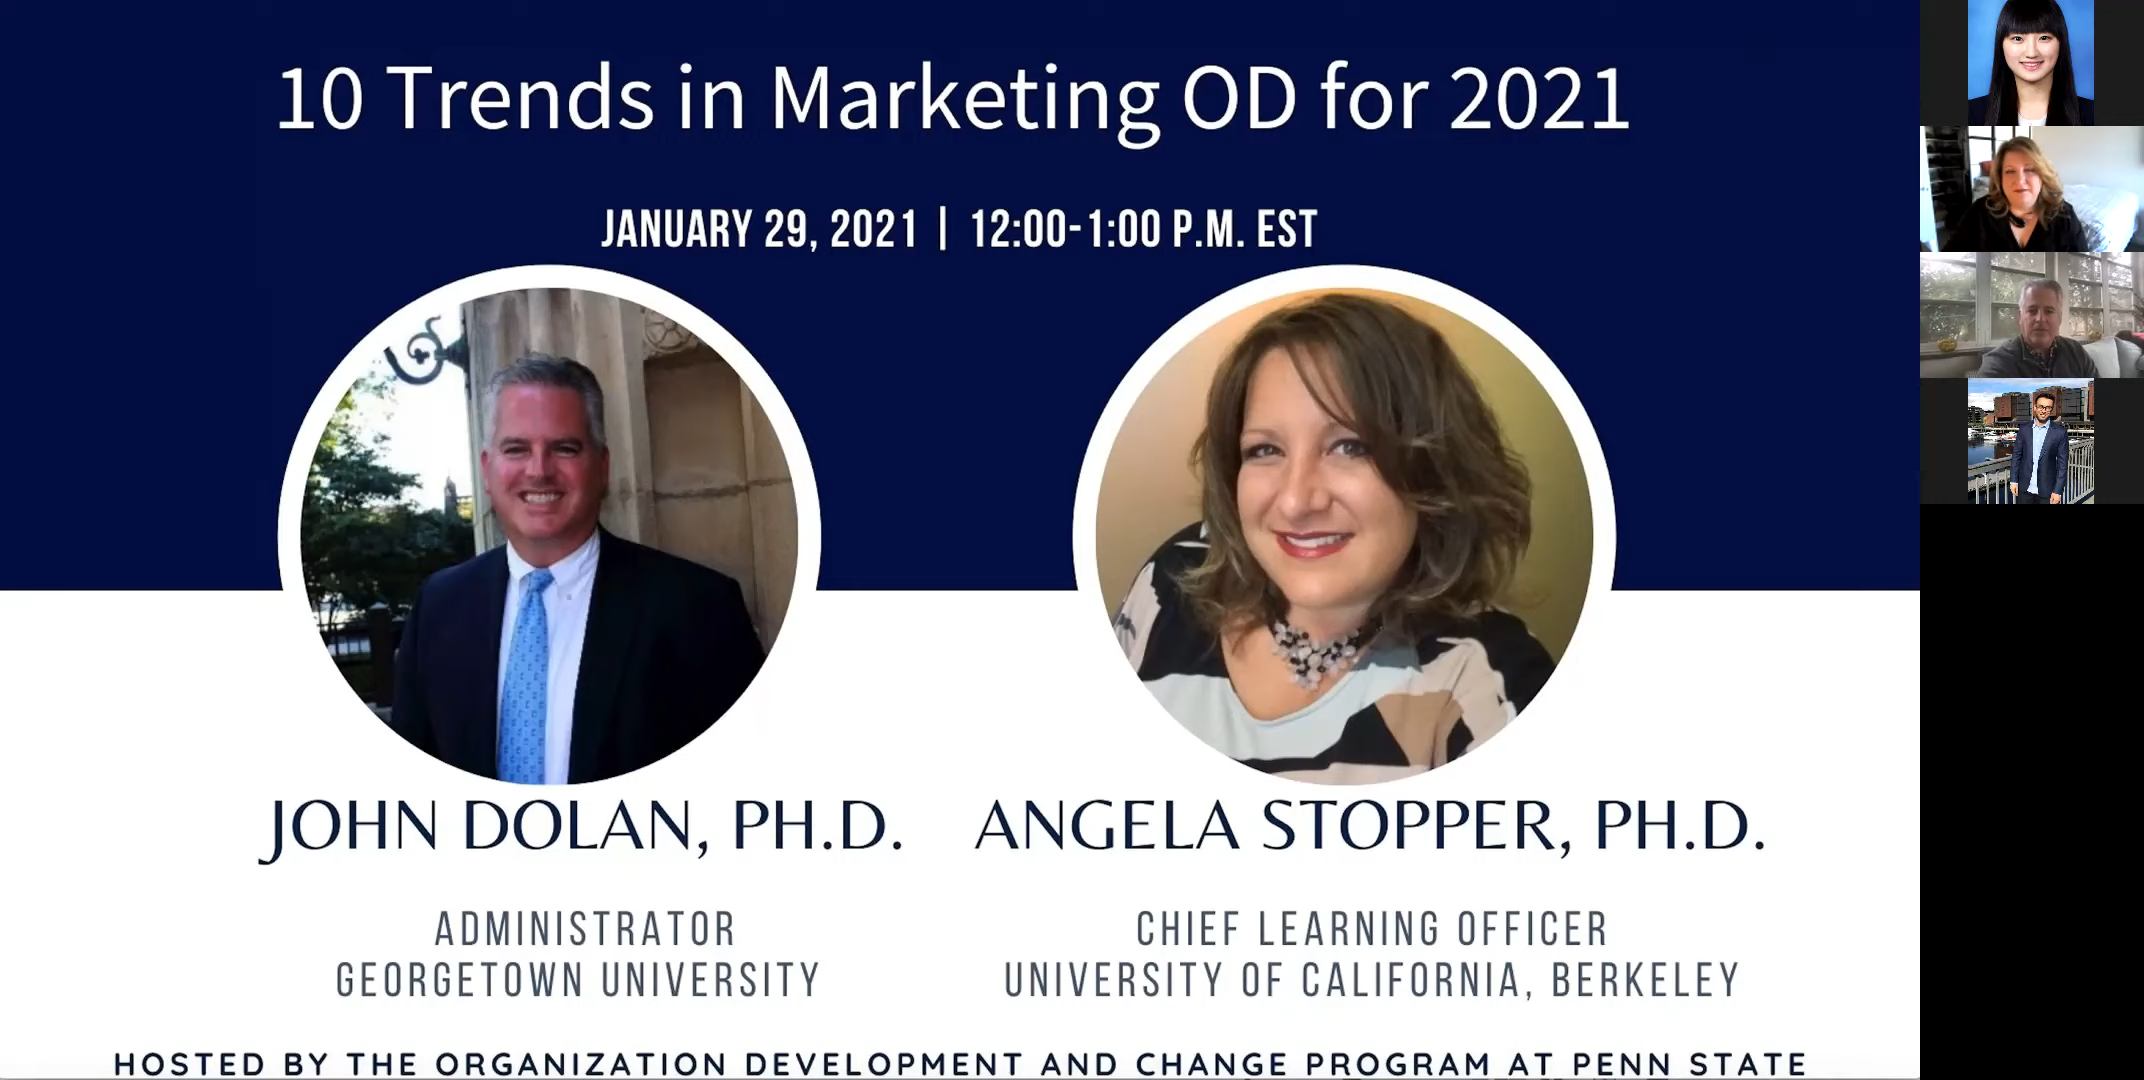 10 Trends in Marketing OD for 2021
JANUARY 29, 2021 | 12:00-1:00 P.M. EST
JOHN DOLAN, PH.D.
ADMINISTRATOR
GEORGETOWN UNIVERSITY
ANGELA STOPPER, PH.D.
CHIEF LEARNING OFFICER
UNIVERSITY OF CALIFORNIA, BERKELEY
HOSTED BY THE ORGANIZATION DEVELOPMENT AND CHANGE PROGRAM AT PENN STATE